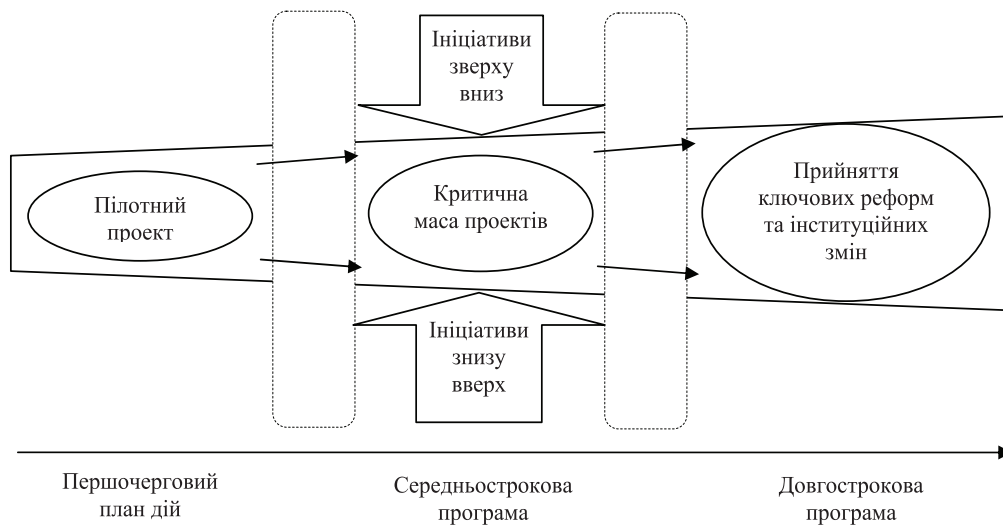 Ініціативи
зверху
вниз
Пілотний
проект
Критична
маса проектів
Прийняття
ключових реформ
та інституційних
змін
Ініціативи
знизу
вверх
Першочерговий
план дій
Середньострокова
програма
Довгострокова
програма